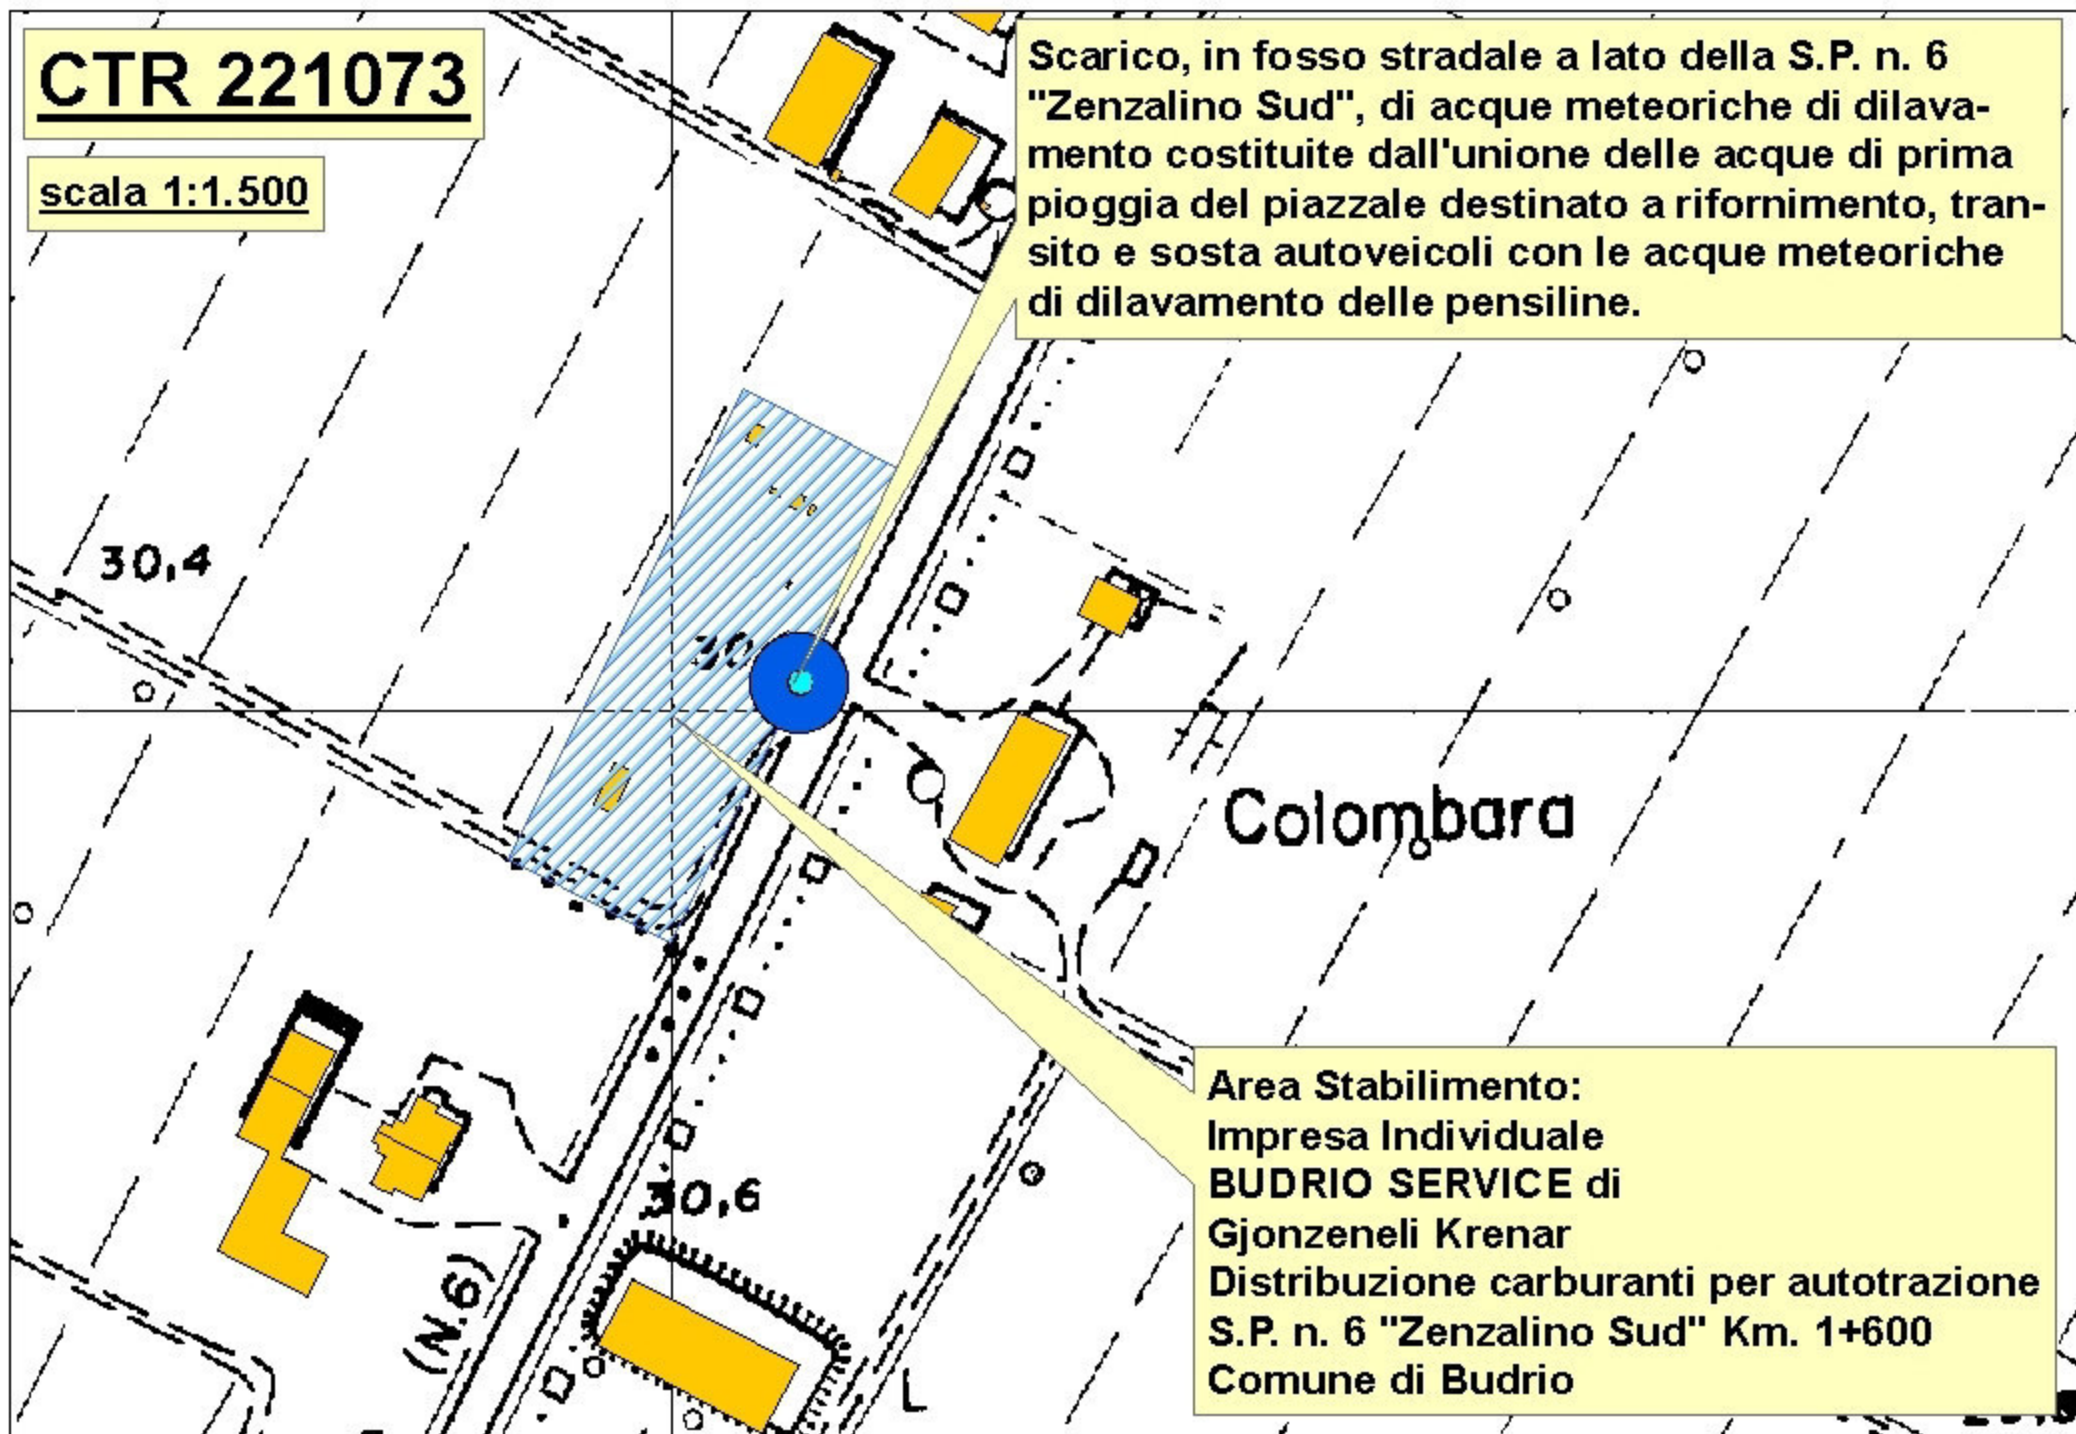 CTR 221073
scala 1:1.500
Scarico, in fosso stradale a lato della S.P. n. 6
"Zenzalino Sud", di acque meteoriche di dilava-
mento costituite dall'unione delle acque di prima
pioggia del piazzale destinato a rifornimento, tran-
sito e sosta autoveicoli con le acque meteoriche
di dilavamento delle pensiline.
30,4
30
Colombara
30,6
(N.6)
L
Area Stabilimento:
Impresa Individuale
BUDRIO SERVICE di
Gjonzeneli Krenar
Distribuzione carburanti per autotrazione
S.P. n. 6 "Zenzalino Sud" Km. 1+600
Comune di Budrio